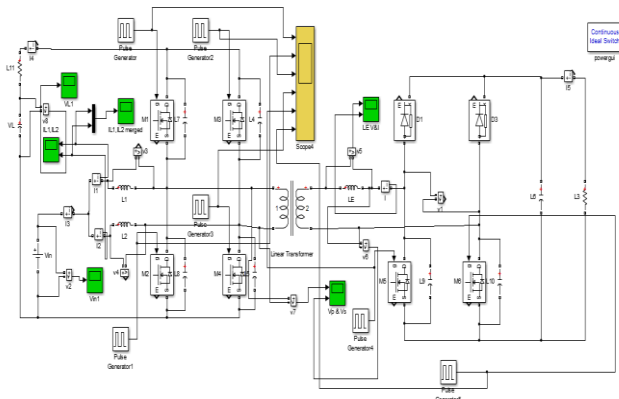 Pulse
Generator
Pulse
Generator2
Continuous
Ideal Switch
powergui
L11
i4
VL1
v8
VL
IL1,IL2
IL1,IL2 merged
M1
L7
M3
L4
Scope4
LE V&I
D1
D3
i5
v3
v5
i1
L1
LE
i
v1
L5
L3
1
2
Linear Transformer
Pulse
Generator3
i3
i2
L2
v4
Vin
v2
Vin1
M2
L8
M4
v6
M5
L9
M6
L10
v7
Vp & Vs
Pulse
Generator1
Pulse
Generator4
Pulse